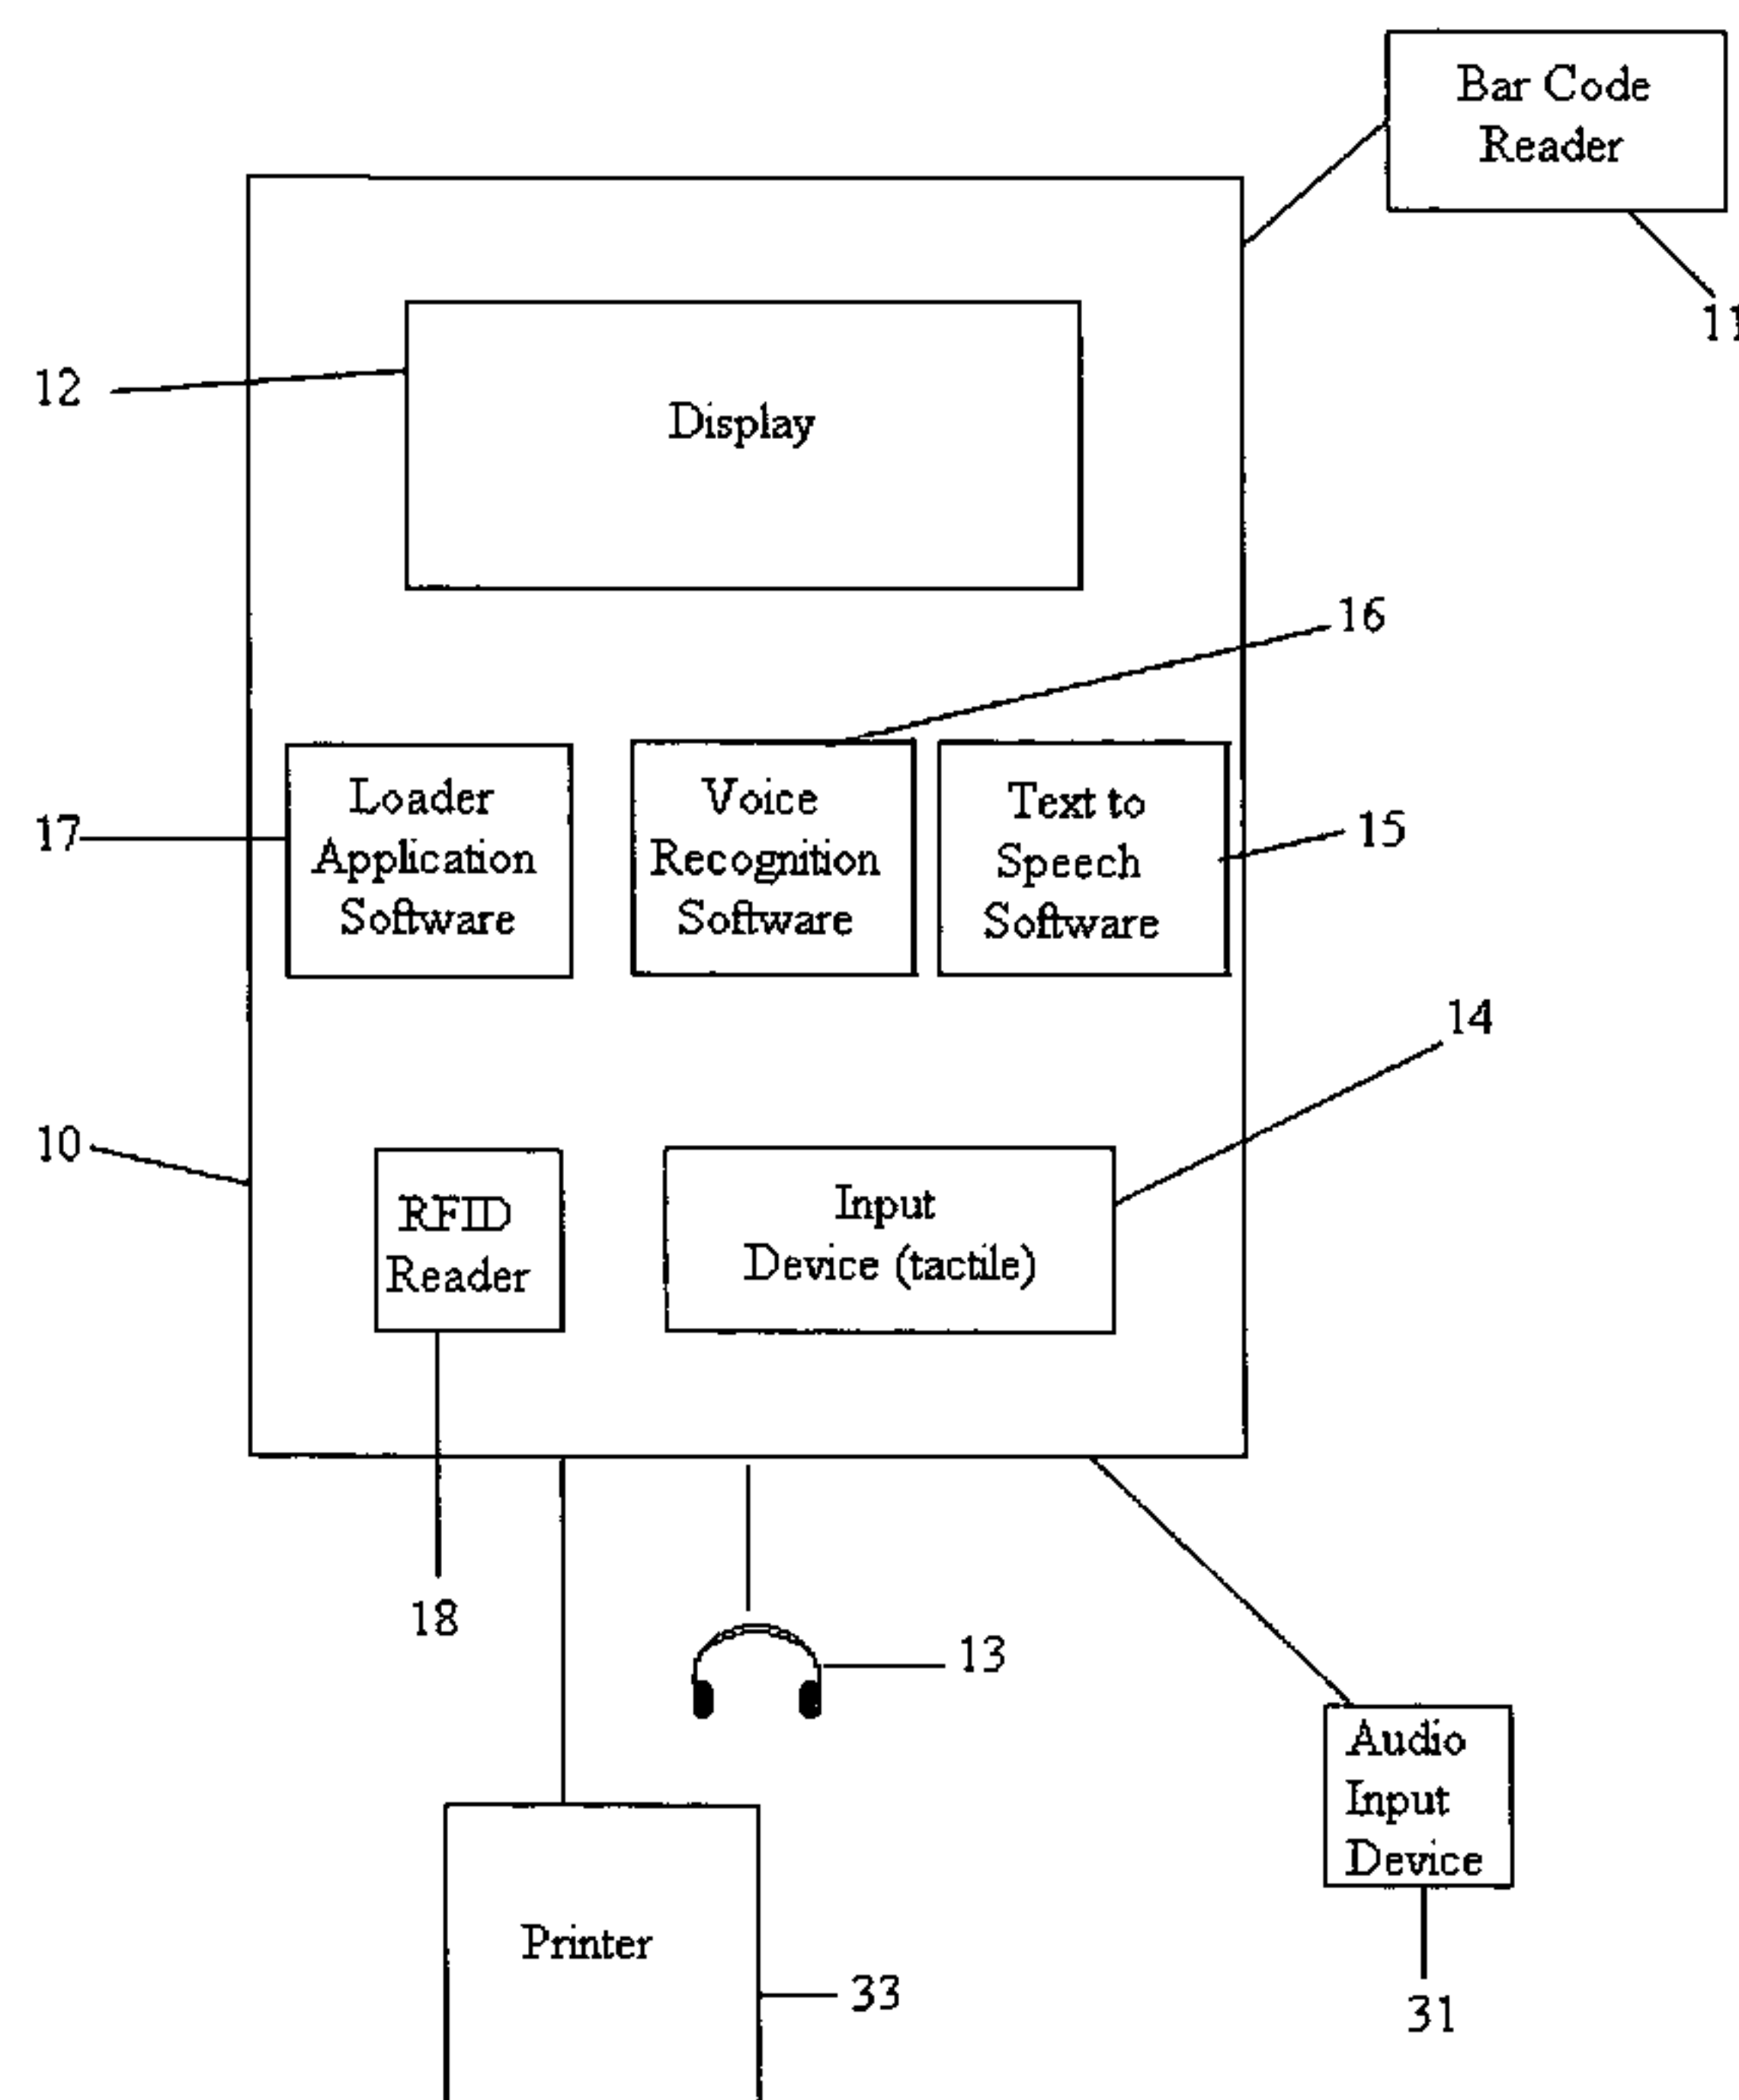 Bar Code
Reader
11
12
Display
16
Loader
Application
Software
Voice
Recognition
Software
Text to
Speech
Software
17
15
14
10
RFID
Reader
Input
Device (tactile)
18
13
Audio
Input
Device
Printer
33
31